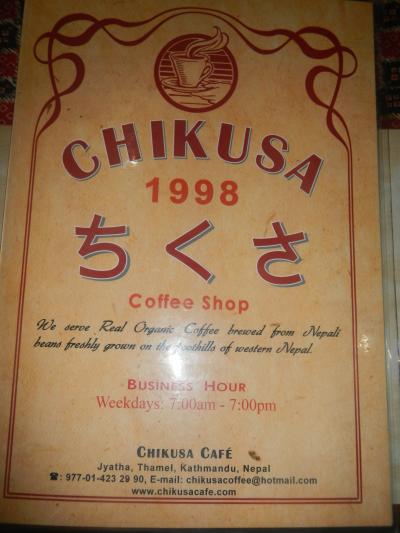 CHIKUSA
1998
ちくさ
Coffee Shop
We serve Real Organic Coffee brewed from Nepali
beans freshly grown on the foothills of western Nepal.
BUSINESS HOUR
Weekdays: 7:00am - 7:00pm
CHIKUSA CAFÉ
Jyatha, Thamel, Kathmandu, Nepal
☎: 977-01-423 29 90, E-mail: chikusacoffee@hotmail.com
www.chikusacafe.com